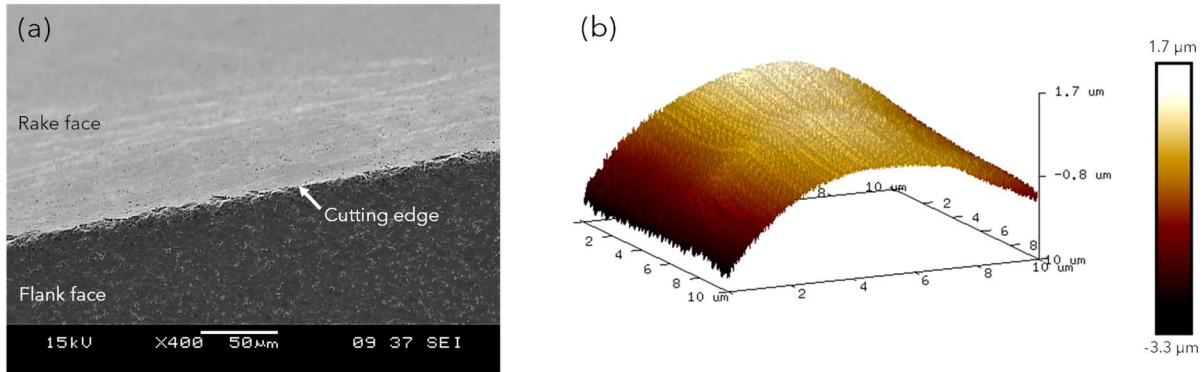 (a)
Rake face
Cutting edge
Flank face
15kV X400 50μm 09 37 SEI
(b)
1.7 um
-0.8 um
2
4
6
8
10 um
2
4
6
8
10 um
8
10 um
2
4
6
8
10 um
1.7 μm
-3.3 μm